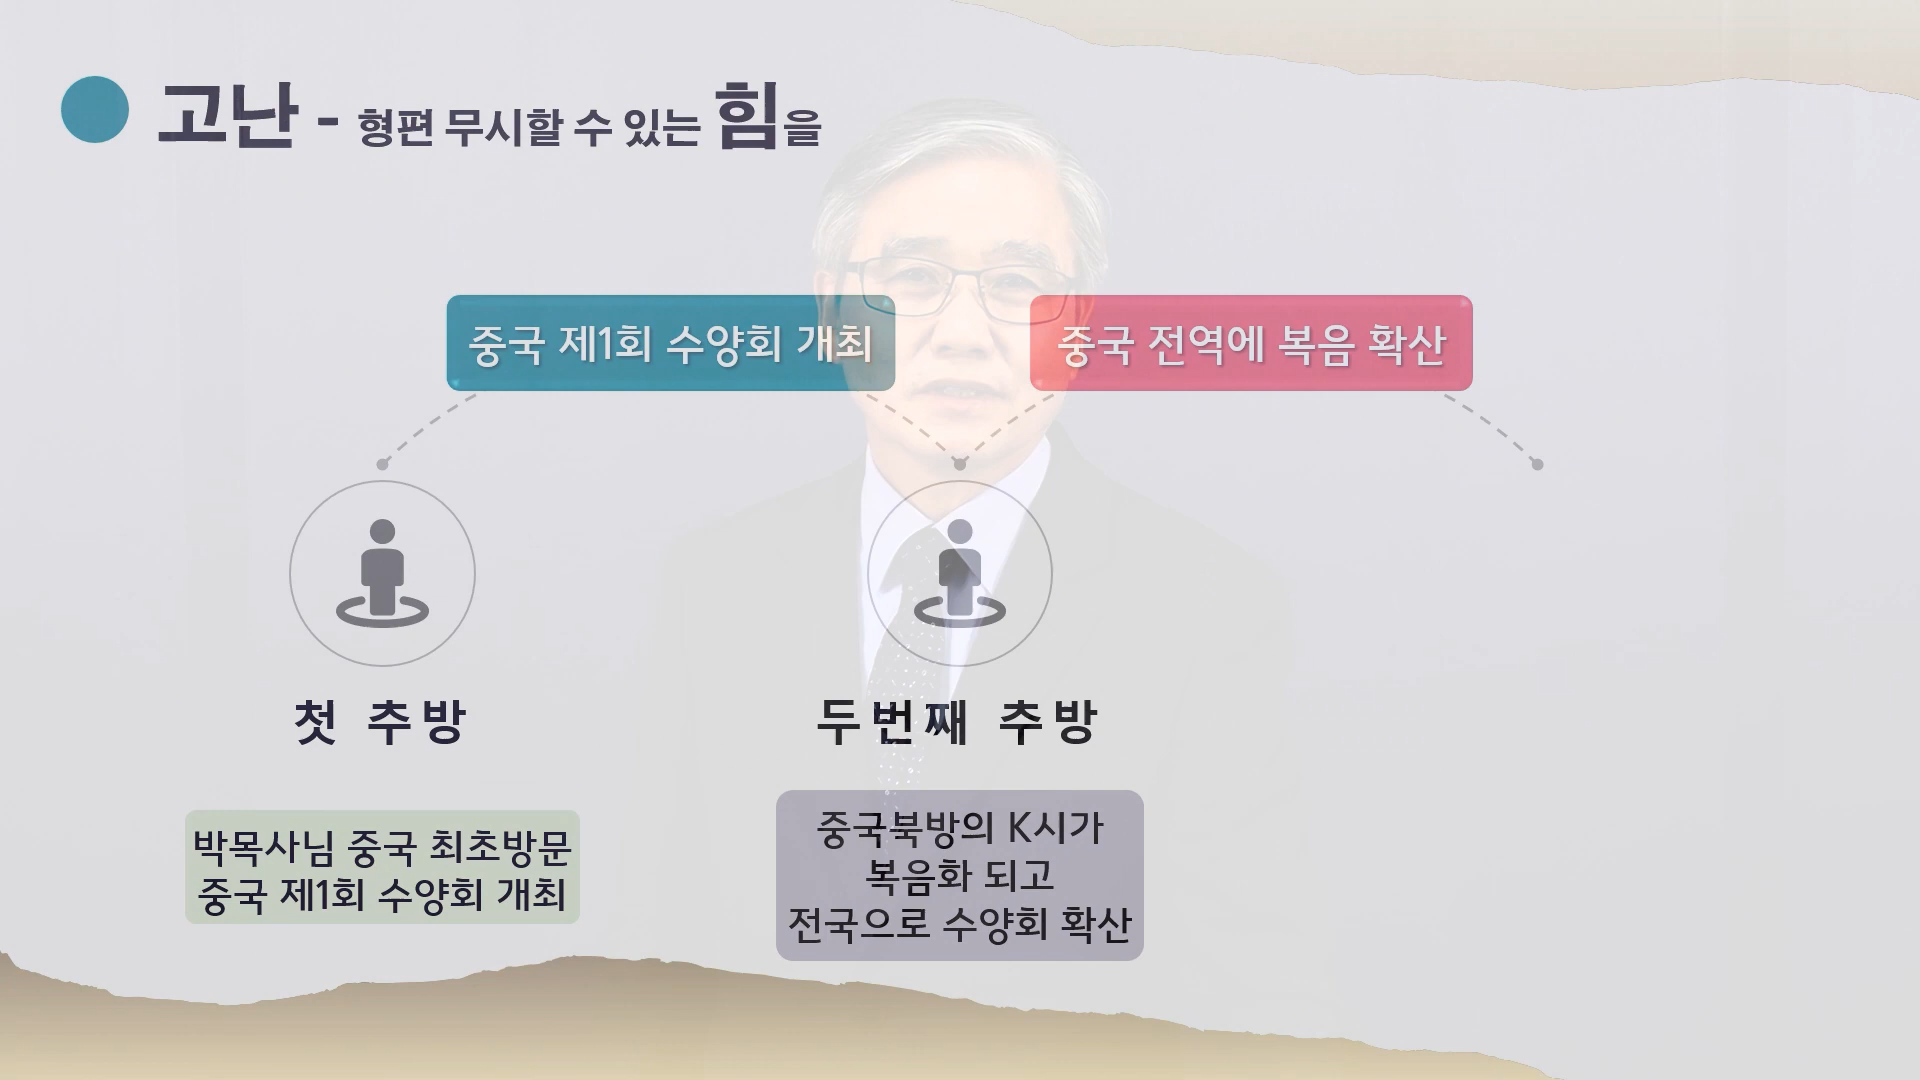 고난 - 형편 무시할 수 있는 힘을
중국 제1회 수양회 개최
중국 전역에 복음 확산
첫 추방
두번째 추방
박목사님 중국 최초방문
중국 제1회 수양회 개최
중국북방의 K시가
복음화 되고
전국으로 수양회 확산